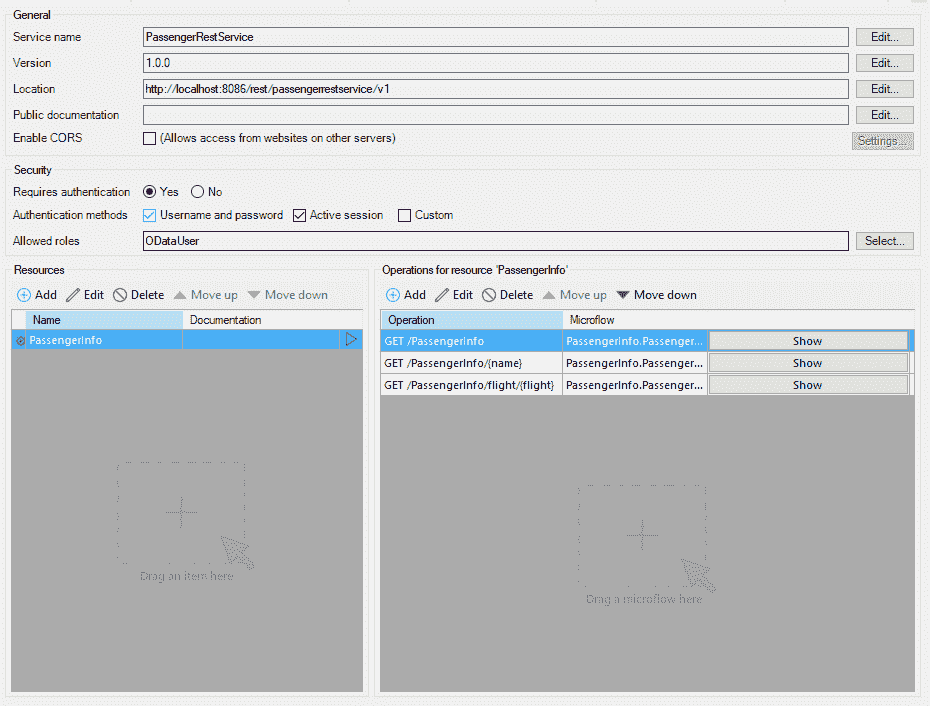 General
Service name PassengerRestService Edit...
Version 1.0.0 Edit...
Location http://localhost:8086/rest/passengerrestservice/v1 Edit...
Public documentation Edit...
Enable CORS (Allows access from websites on other servers) Settings...
Security
Requires authentication Yes No
Authentication methods Username and password Active session Custom
Allowed roles ODataUser Select...
Resources
Add Edit Delete Move up Move down
Name Documentation
PassengerInfo
Drag an item here
Operations for resource 'PassengerInfo'
Add Edit Delete Move up Move down
Operation Microflow
GET /PassengerInfo PassengerInfo.Passenger... Show
GET /PassengerInfo/{name} PassengerInfo.Passenger... Show
GET /PassengerInfo/flight/{flight} PassengerInfo.Passenger... Show
Drag a microflow here